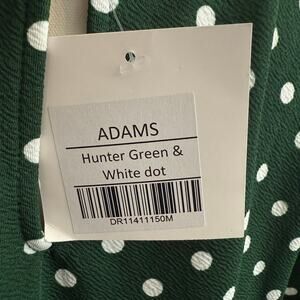 ADAMS
Hunter Green &
White dot
DR11411150M